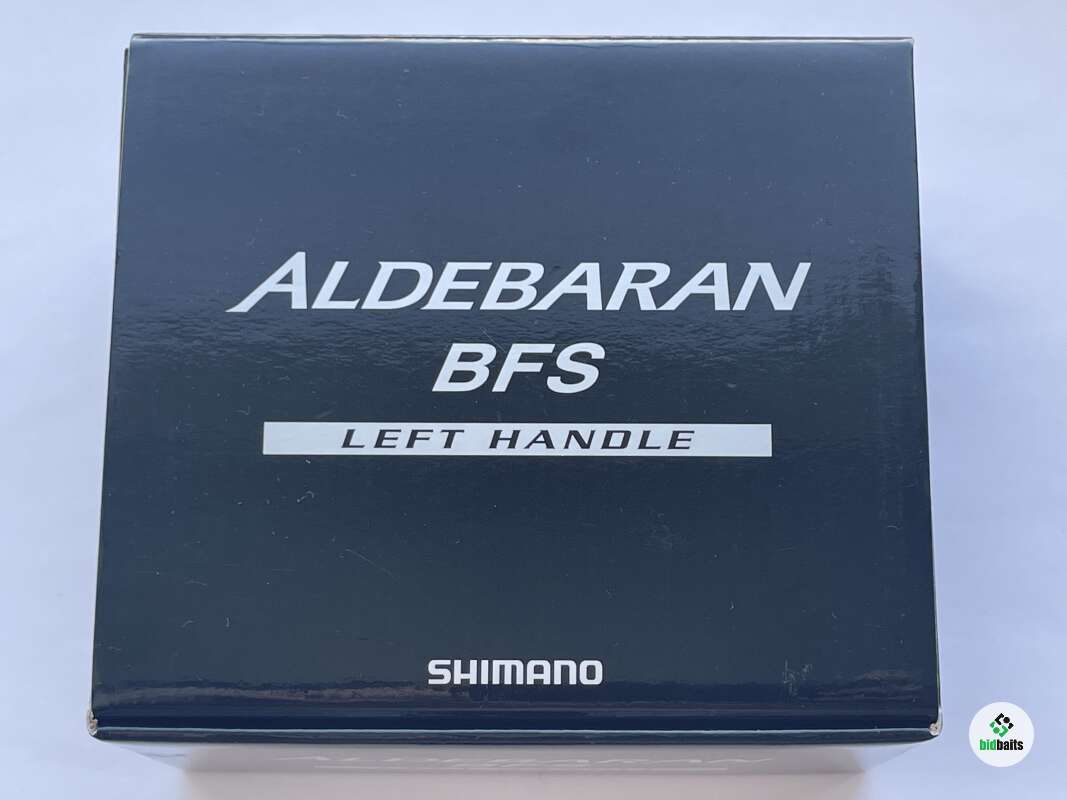 ALDEBARAN
BFS
LEFT HANDLE
SHIMANO
bidbaits